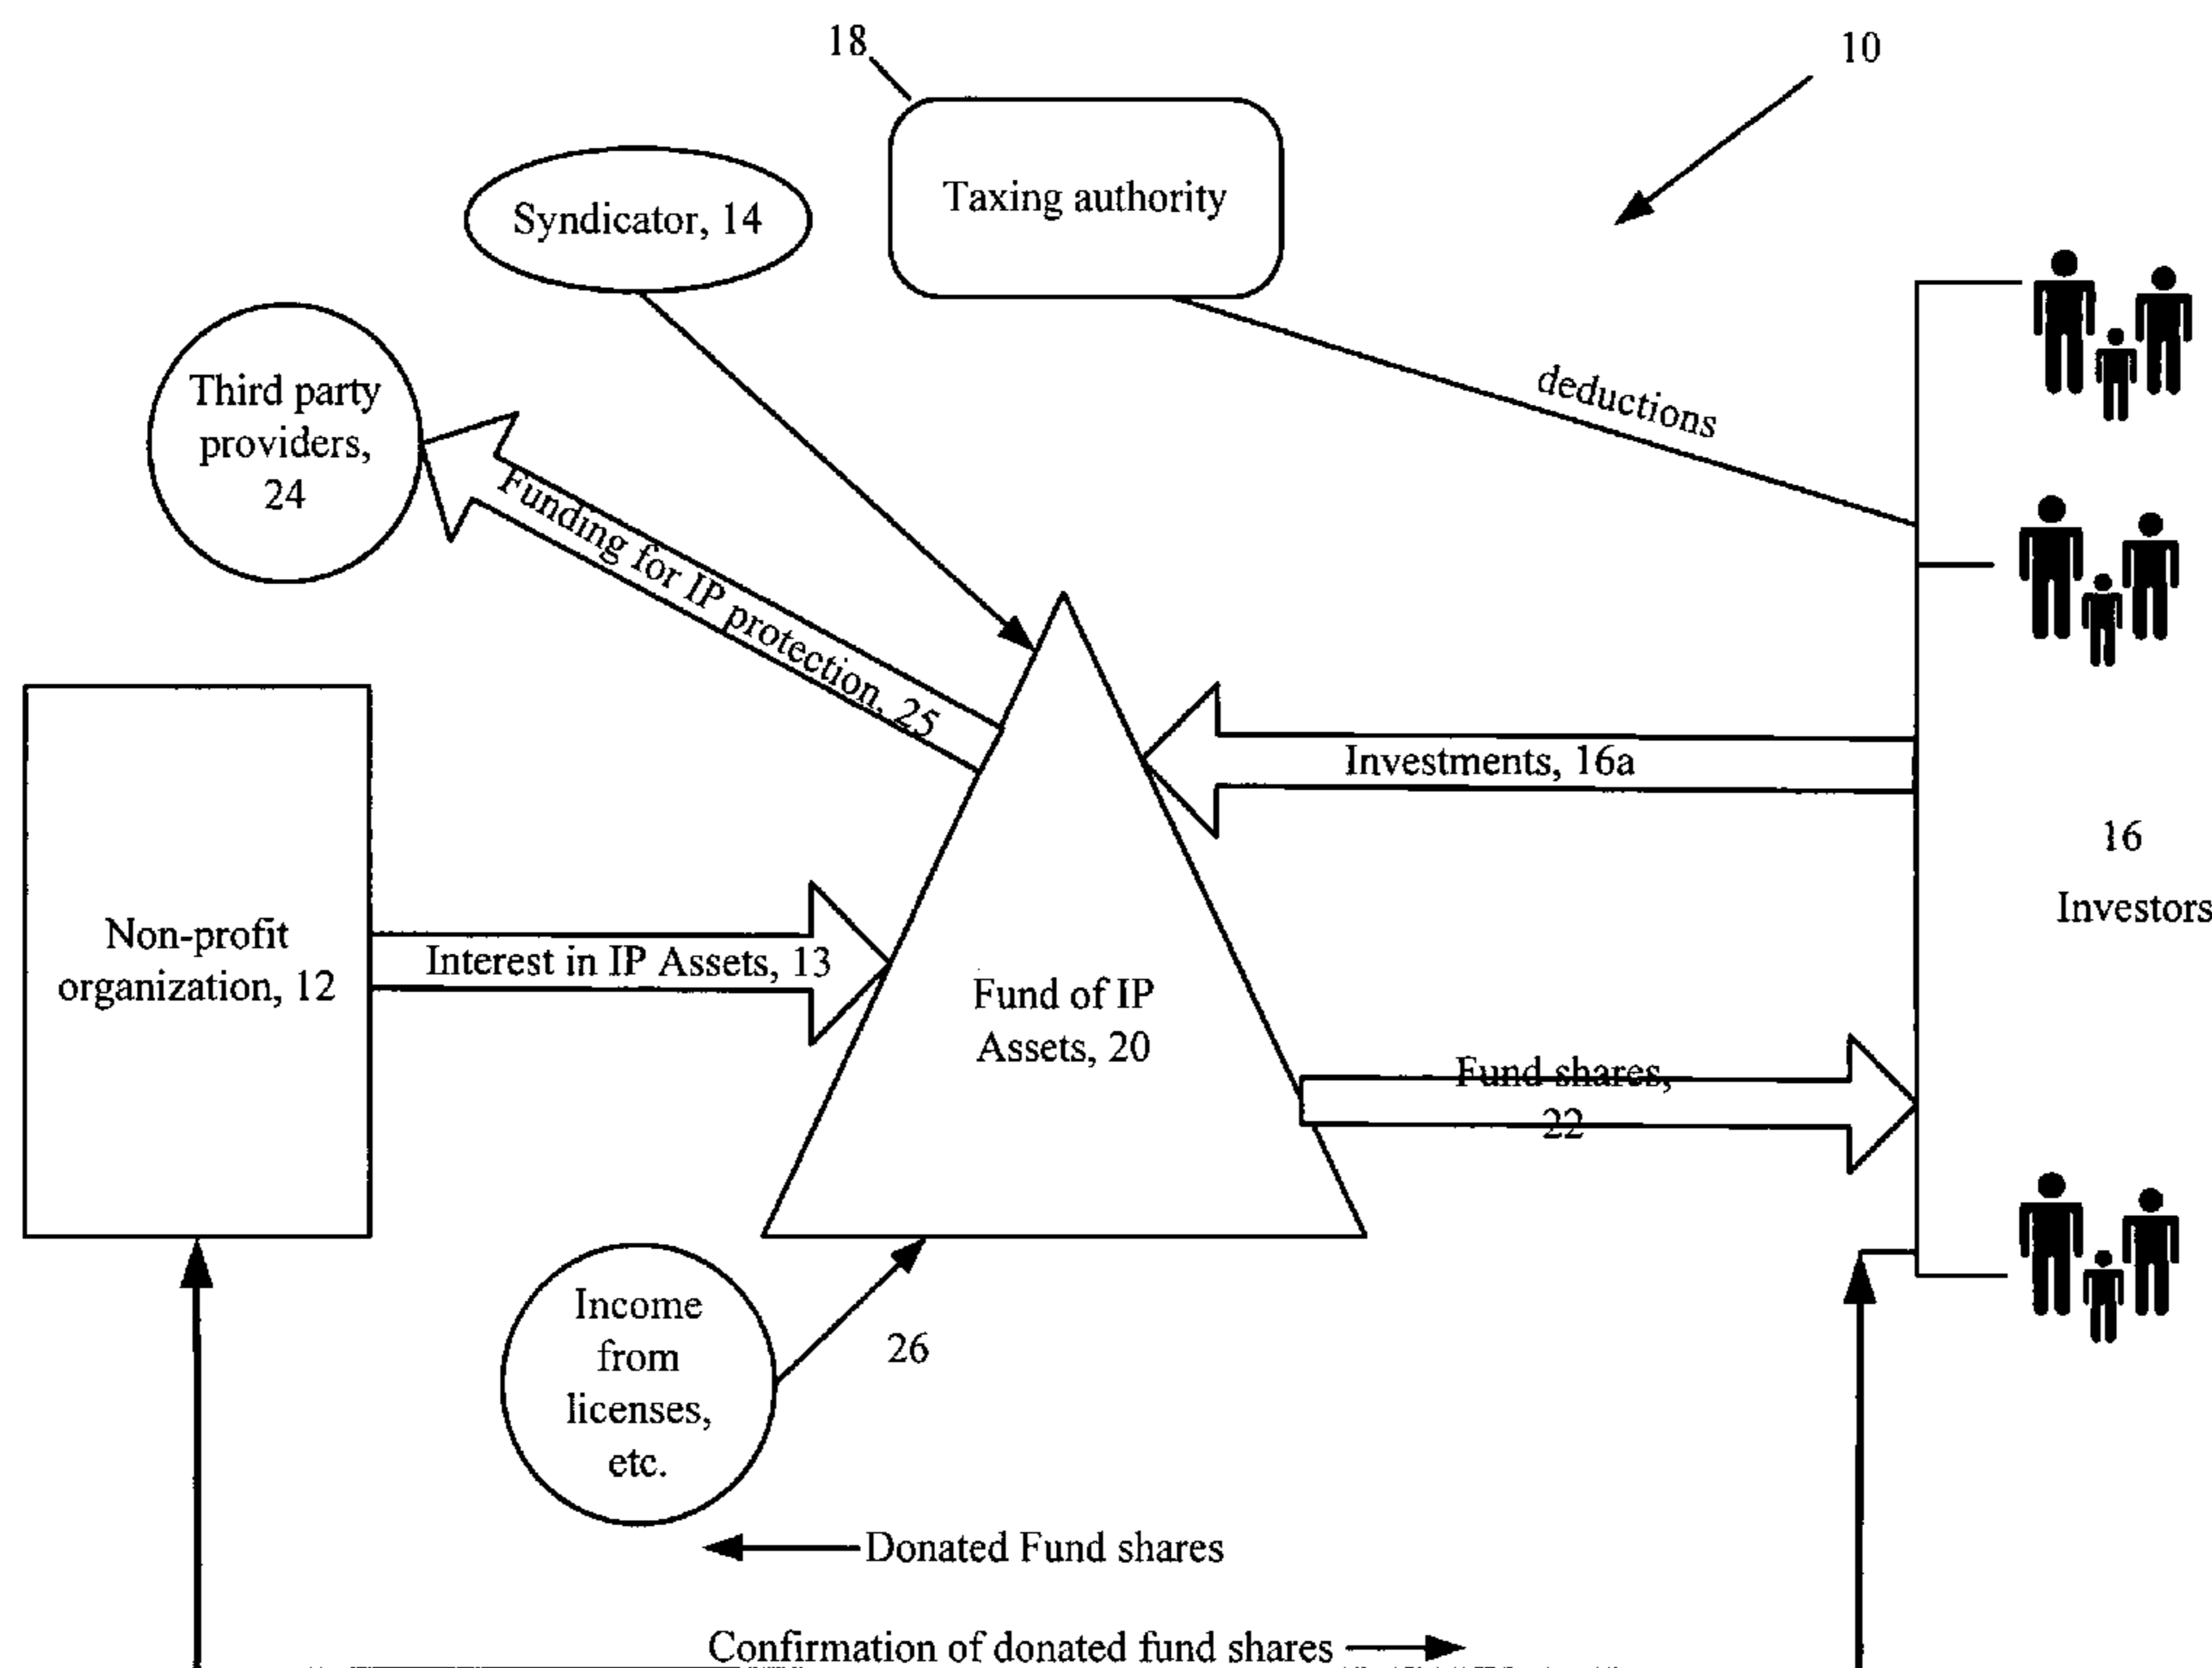 18
10
Taxing authority
Syndicator, 14
deductions
Third party
providers,
24
Funding for IP protection, 25
Investments, 16a
16
Investors
Non-profit
organization, 12
Interest in IP Assets, 13
Fund of IP
Assets, 20
Fund shares,
22
Income
from
licenses,
etc.
26
Donated Fund shares
Confirmation of donated fund shares